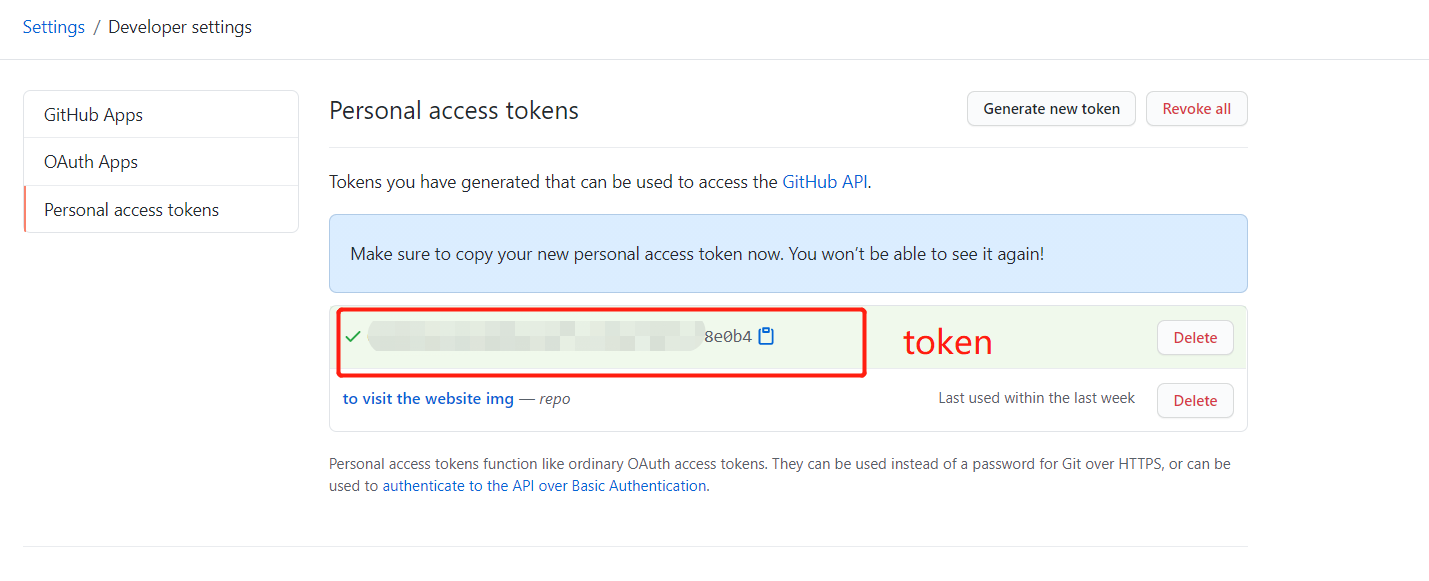 Settings / Developer settings
GitHub Apps
OAuth Apps
Personal access tokens
Personal access tokens
Generate new token
Revoke all
Tokens you have generated that can be used to access the GitHub API.
Make sure to copy your new personal access token now. You won’t be able to see it again!
8e0b4
token
Delete
to visit the website img — repo
Last used within the last week
Delete
Personal access tokens function like ordinary OAuth access tokens. They can be used instead of a password for Git over HTTPS, or can be
used to authenticate to the API over Basic Authentication.